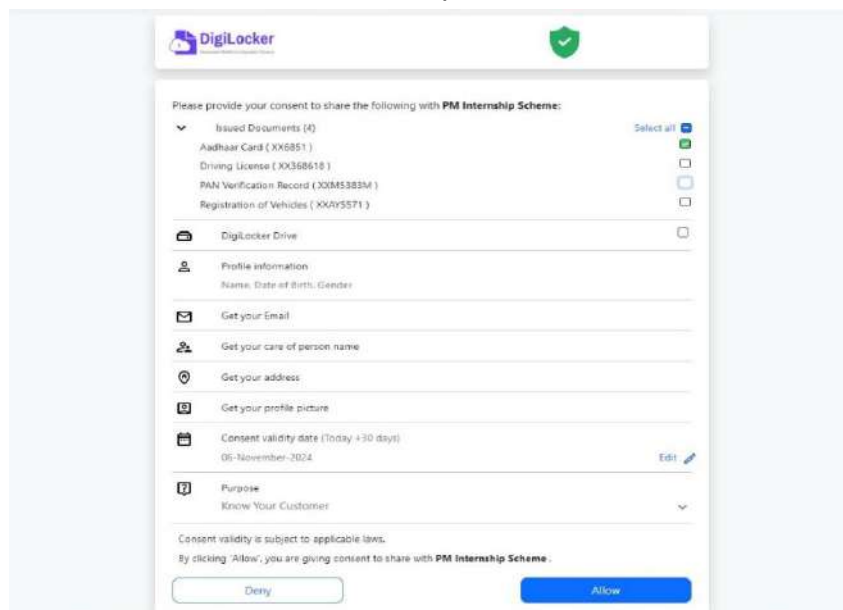 DigiLocker
Please provide your consent to share the following with PM Internship Scheme:
Issued Documents (4)
Select all
Aadhaar Card ( XX6851 )
Driving License ( XX368618 )
PAN Verification Record ( XXM5383M )
Registration of Vehicles ( XXAY5571 )
DigiLocker Drive
Profile information
Name, Date of Birth, Gender
Get your Email
Get your care of person name
Get your address
Get your profile picture
Consent validity date (Today +30 days)
06-November-2024
Edit
Purpose
Know Your Customer
Consent validity is subject to applicable laws.
By clicking 'Allow', you are giving consent to share with PM Internship Scheme .
Deny
Allow